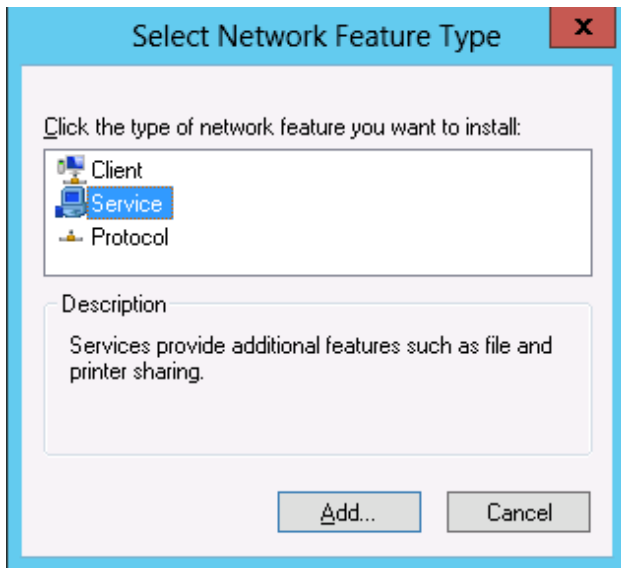 Select Network Feature Type
x
Click the type of network feature you want to install:
Client
Service
Protocol
Description
Services provide additional features such as file and
printer sharing.
Add... Cancel